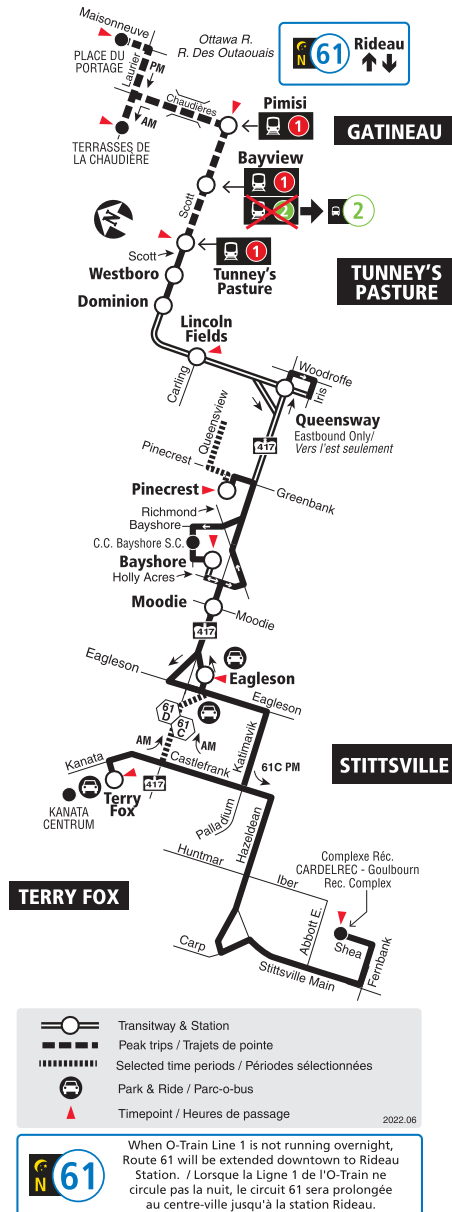 Maisonneuve
Ottawa R.
R. Des Outaouais
N 61 Rideau
PLACE DU
PORTAGE
Laurier
PM
Chaudières
AM
Pimisi
1
TERRASSES DE
LA CHAUDIÈRE
GATINEAU
Bayview
1
2 2
Scott
N
Scott
1
Tunney's
Pasture
Westboro
TUNNEY'S
PASTURE
Dominion
Lincoln
Fields
Carling
Woodroffe
Iris
Queensway
Eastbound Only/
Vers l'est seulement
Queensview
417
Pinecrest
Pinecrest
Greenbank
Richmond
Bayshore
C.C. Bayshore S.C.
Bayshore
Holly Acres
Moodie
Moodie
417
Eagleson
Eagleson
Eagleson
61
D
61
C
AM
AM
Katimavik
61C PM
STITTSVILLE
Kanata
Castlefrank
417
Terry
Fox
KANATA
CENTRUM
Palladium
Hazeldean
Huntmar
Iber
Complexe Réc.
CARDELREC - Goulbourn
Rec. Complex
TERRY FOX
Abbott E.
Shea
Fernbank
Carp
Stittsville Main
Transitway & Station
Peak trips / Trajets de pointe
Selected time periods / Périodes sélectionnées
Park & Ride / Parc-o-bus
Timepoint / Heures de passage
2022.06
N 61
When O-Train Line 1 is not running overnight,
Route 61 will be extended downtown to Rideau
Station. / Lorsque la Ligne 1 de l'O-Train ne
circule pas la nuit, le circuit 61 sera prolongée
au centre-ville jusqu'à la station Rideau.